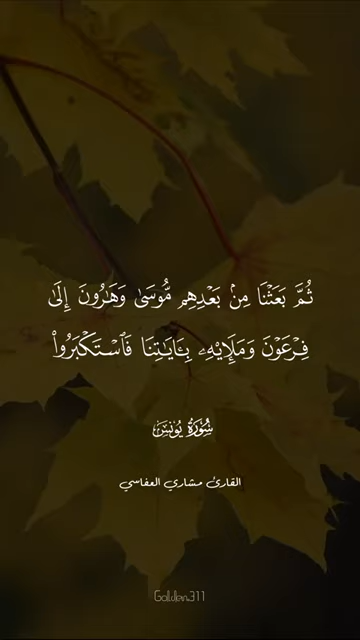 ثُمَّ بَعَثْنَا مِنۢ بَعْدِهِم مُّوسَىٰ وَهَٰرُونَ إِلَىٰ
فِرْعَوْنَ وَمَلَإِيْهِۦ بِـَٔايَٰتِنَا فَٱسْتَكْبَرُوا۟
سُورَةُ يُونُسَ
القارئ مشاري العفاسي
Golden311